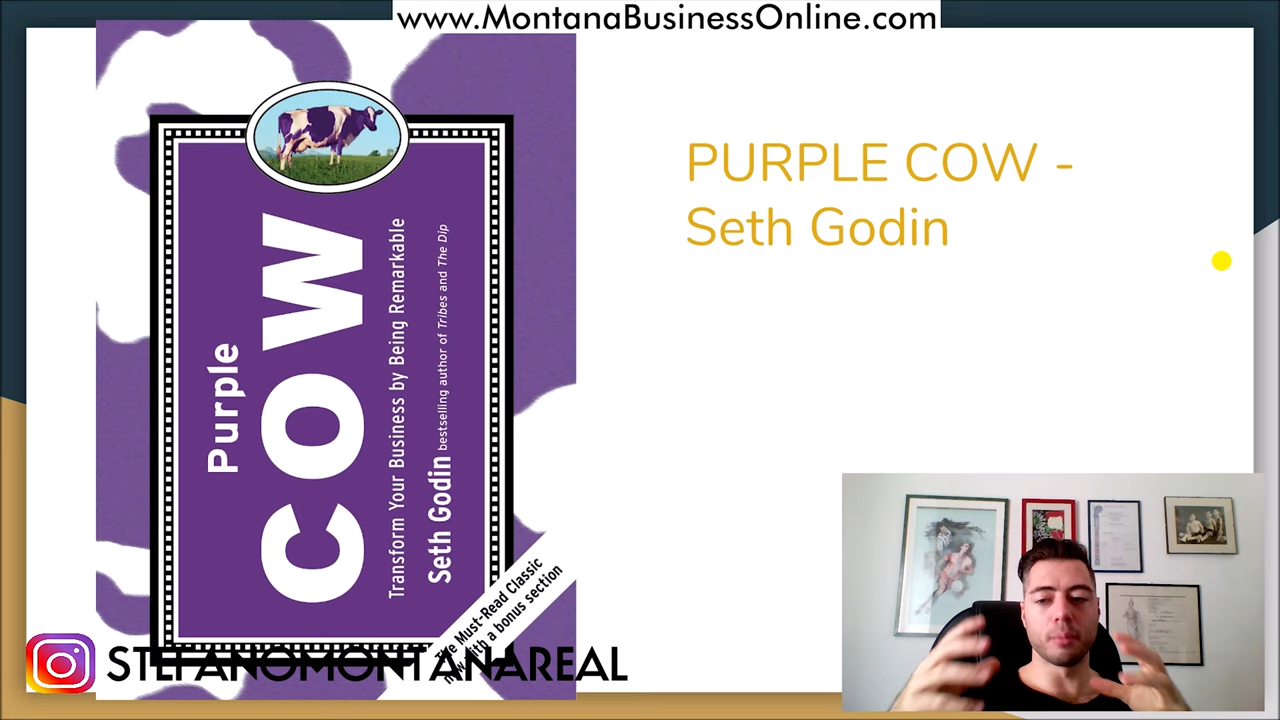 www.MontanaBusinessOnline.com
Purple
COW
Transform Your Business by Being Remarkable
Seth Godin bestselling author of Tribes and The Dip
The Must-Read Classic
with a bonus section
PURPLE COW -
Seth Godin
STEFANOMONTANAREAL